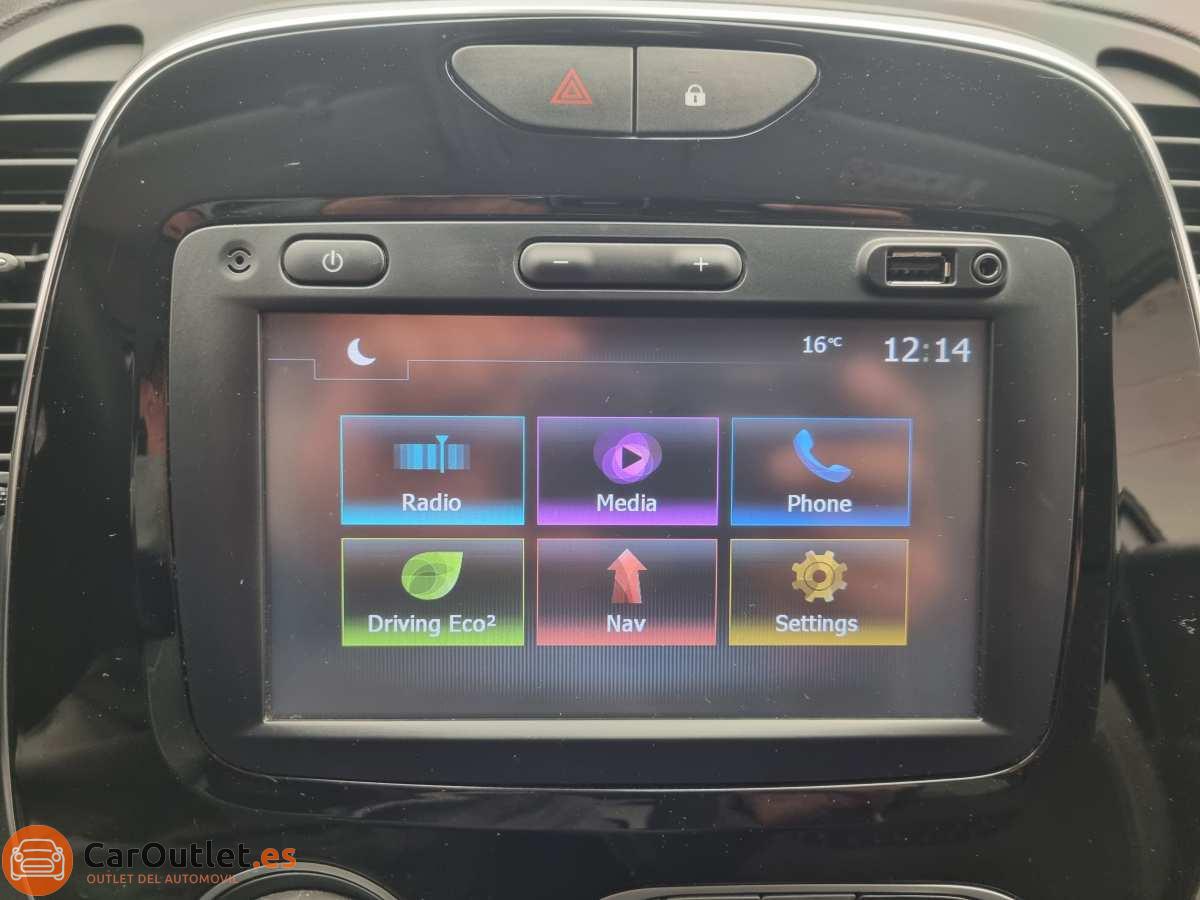 16°C 12:14
Radio Media Phone
Driving Eco² Nav Settings
CarOutlet.es
OUTLET DEL AUTOMOVIL